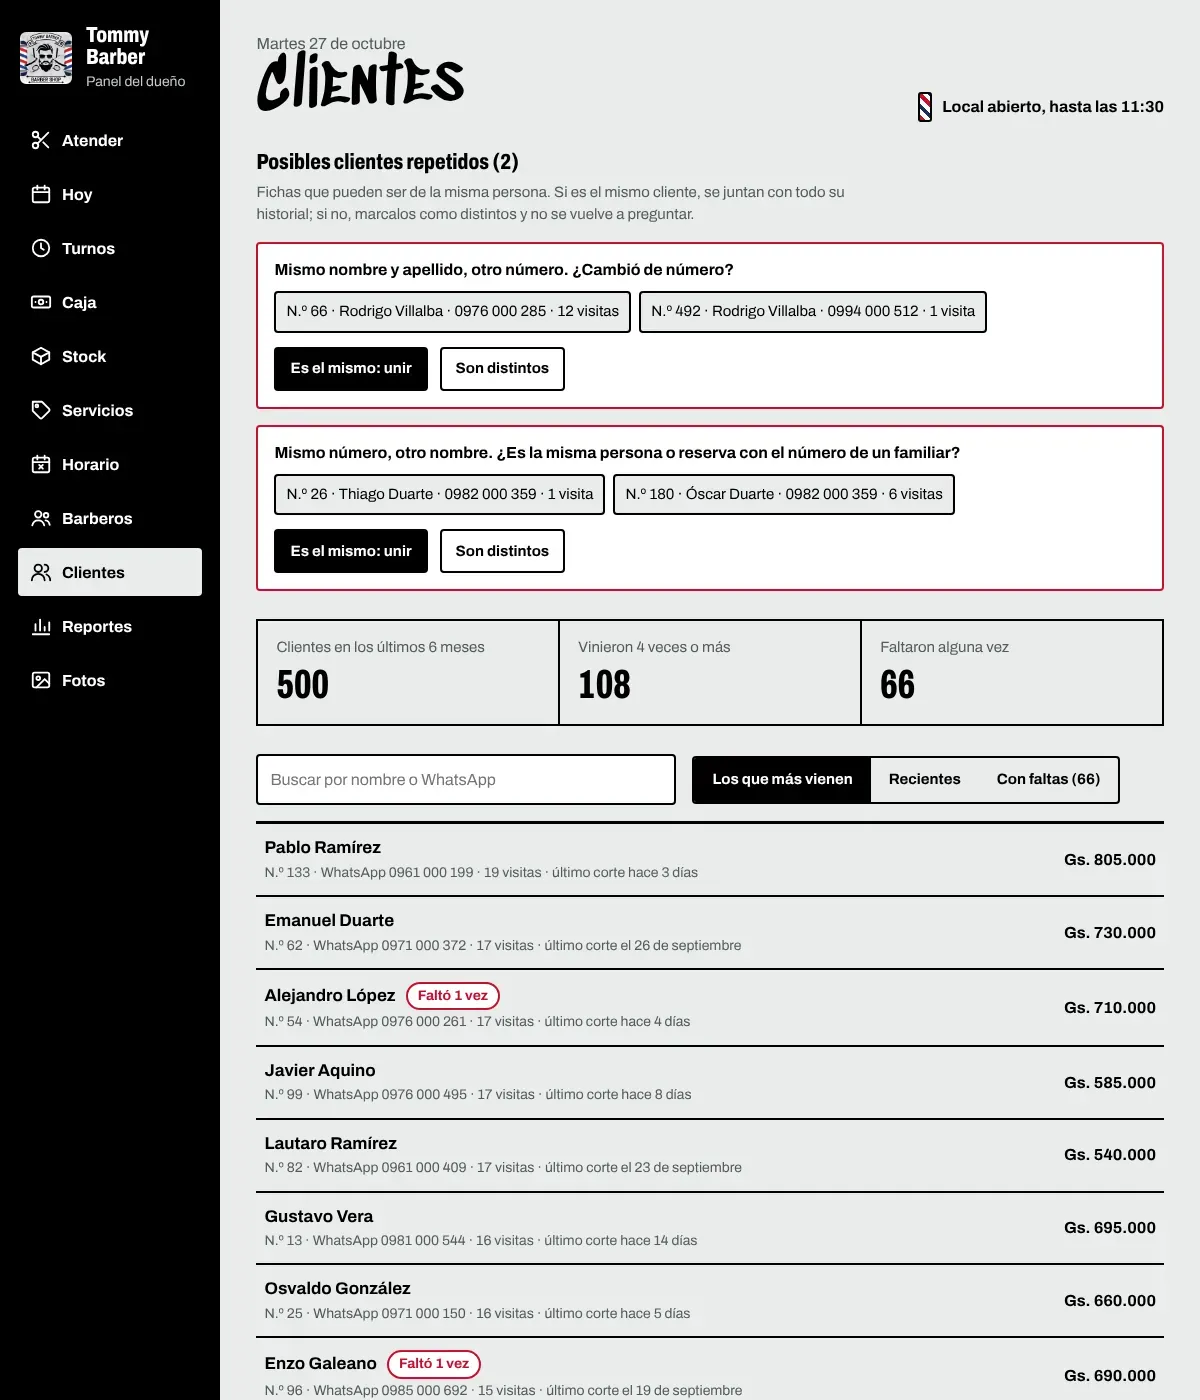 Tommy
Barber
Panel del dueño
Atender
Hoy
Turnos
Caja
Stock
Servicios
Horario
Barberos
Clientes
Reportes
Fotos
Martes 27 de octubre
Clientes
Local abierto, hasta las 11:30
Posibles clientes repetidos (2)
Fichas que pueden ser de la misma persona. Si es el mismo cliente, se juntan con todo su
historial; si no, marcalos como distintos y no se vuelve a preguntar.
Mismo nombre y apellido, otro número. ¿Cambió de número?
N.º 66 · Rodrigo Villalba · 0976 000 285 · 12 visitas
N.º 492 · Rodrigo Villalba · 0994 000 512 · 1 visita
Es el mismo: unir
Son distintos
Mismo número, otro nombre. ¿Es la misma persona o reserva con el número de un familiar?
N.º 26 · Thiago Duarte · 0982 000 359 · 1 visita
N.º 180 · Óscar Duarte · 0982 000 359 · 6 visitas
Es el mismo: unir
Son distintos
Clientes en los últimos 6 meses
500
Vinieron 4 veces o más
108
Faltaron alguna vez
66
Buscar por nombre o WhatsApp
Los que más vienen
Recientes
Con faltas (66)
Pablo Ramírez
N.º 133 · WhatsApp 0961 000 199 · 19 visitas · último corte hace 3 días
Gs. 805.000
Emanuel Duarte
N.º 62 · WhatsApp 0971 000 372 · 17 visitas · último corte el 26 de septiembre
Gs. 730.000
Alejandro López Faltó 1 vez
N.º 54 · WhatsApp 0976 000 261 · 17 visitas · último corte hace 4 días
Gs. 710.000
Javier Aquino
N.º 99 · WhatsApp 0976 000 495 · 17 visitas · último corte hace 8 días
Gs. 585.000
Lautaro Ramírez
N.º 82 · WhatsApp 0961 000 409 · 17 visitas · último corte el 23 de septiembre
Gs. 540.000
Gustavo Vera
N.º 13 · WhatsApp 0981 000 544 · 16 visitas · último corte hace 14 días
Gs. 695.000
Osvaldo González
N.º 25 · WhatsApp 0971 000 150 · 16 visitas · último corte hace 5 días
Gs. 660.000
Enzo Galeano Faltó 1 vez
N.º 96 · WhatsApp 0985 000 692 · 15 visitas · último corte el 19 de septiembre
Gs. 690.000